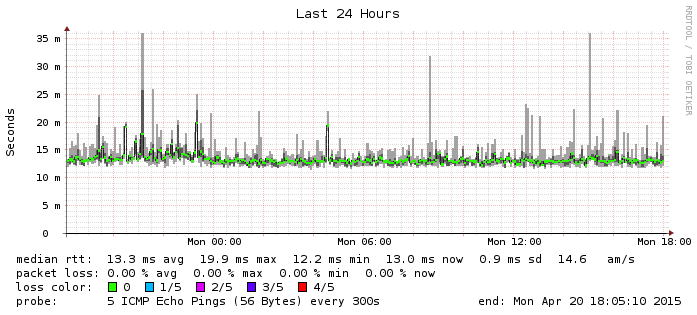 Last 24 Hours
RRDTOOL / TOBI OETIKER
Seconds
35 m
30 m
25 m
20 m
15 m
10 m
5 m
0
Mon 00:00 Mon 06:00 Mon 12:00 Mon 18:00
median rtt: 13.3 ms avg 19.9 ms max 12.2 ms min 13.0 ms now 0.9 ms sd 14.6 am/s
packet loss: 0.00 % avg 0.00 % max 0.00 % min 0.00 % now
loss color: 0 1/5 2/5 3/5 4/5
probe: 5 ICMP Echo Pings (56 Bytes) every 300s end: Mon Apr 20 18:05:10 2015